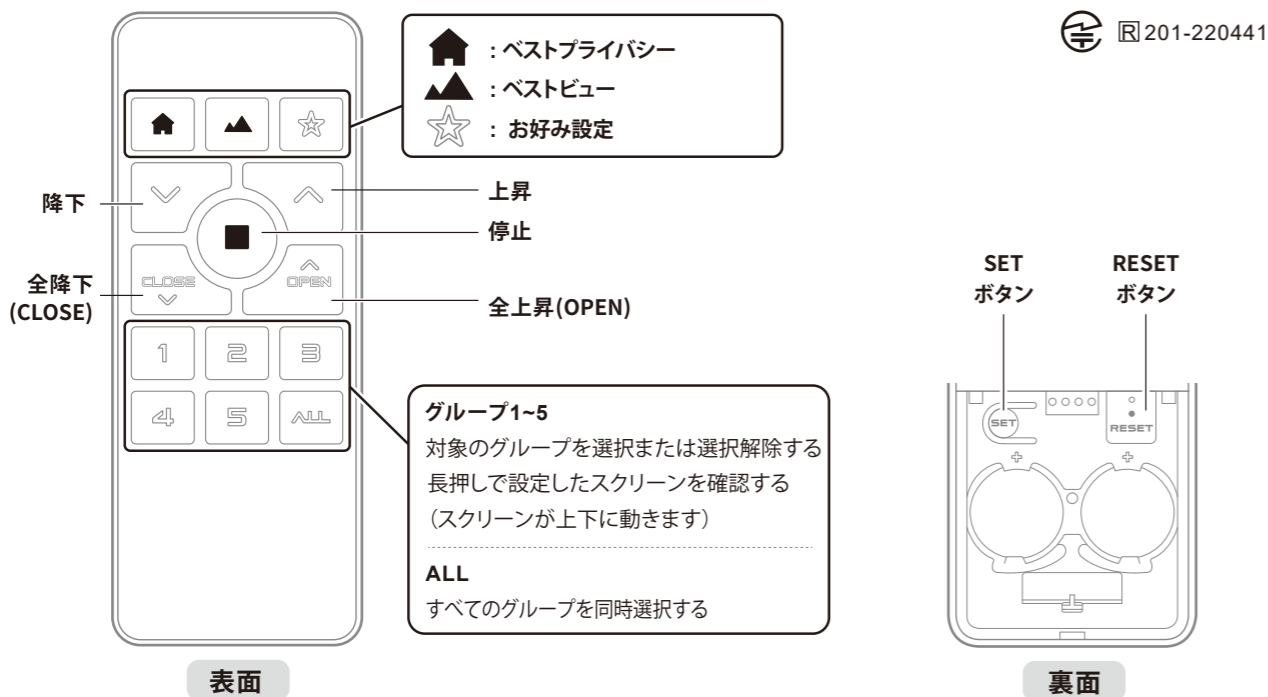 R 201-220441
: ベストプライバシー
: ベストビュー
: お好み設定
降下
上昇
停止
全降下
(CLOSE)
全上昇(OPEN)
CLOSE
OPEN
1 2 3
4 5 ALL
グループ1~5
対象のグループを選択または選択解除する
長押しで設定したスクリーンを確認する
（スクリーンが上下に動きます）
ALL
すべてのグループを同時選択する
表面
SET
ボタン
RESET
ボタン
SET
RESET
+ +
裏面